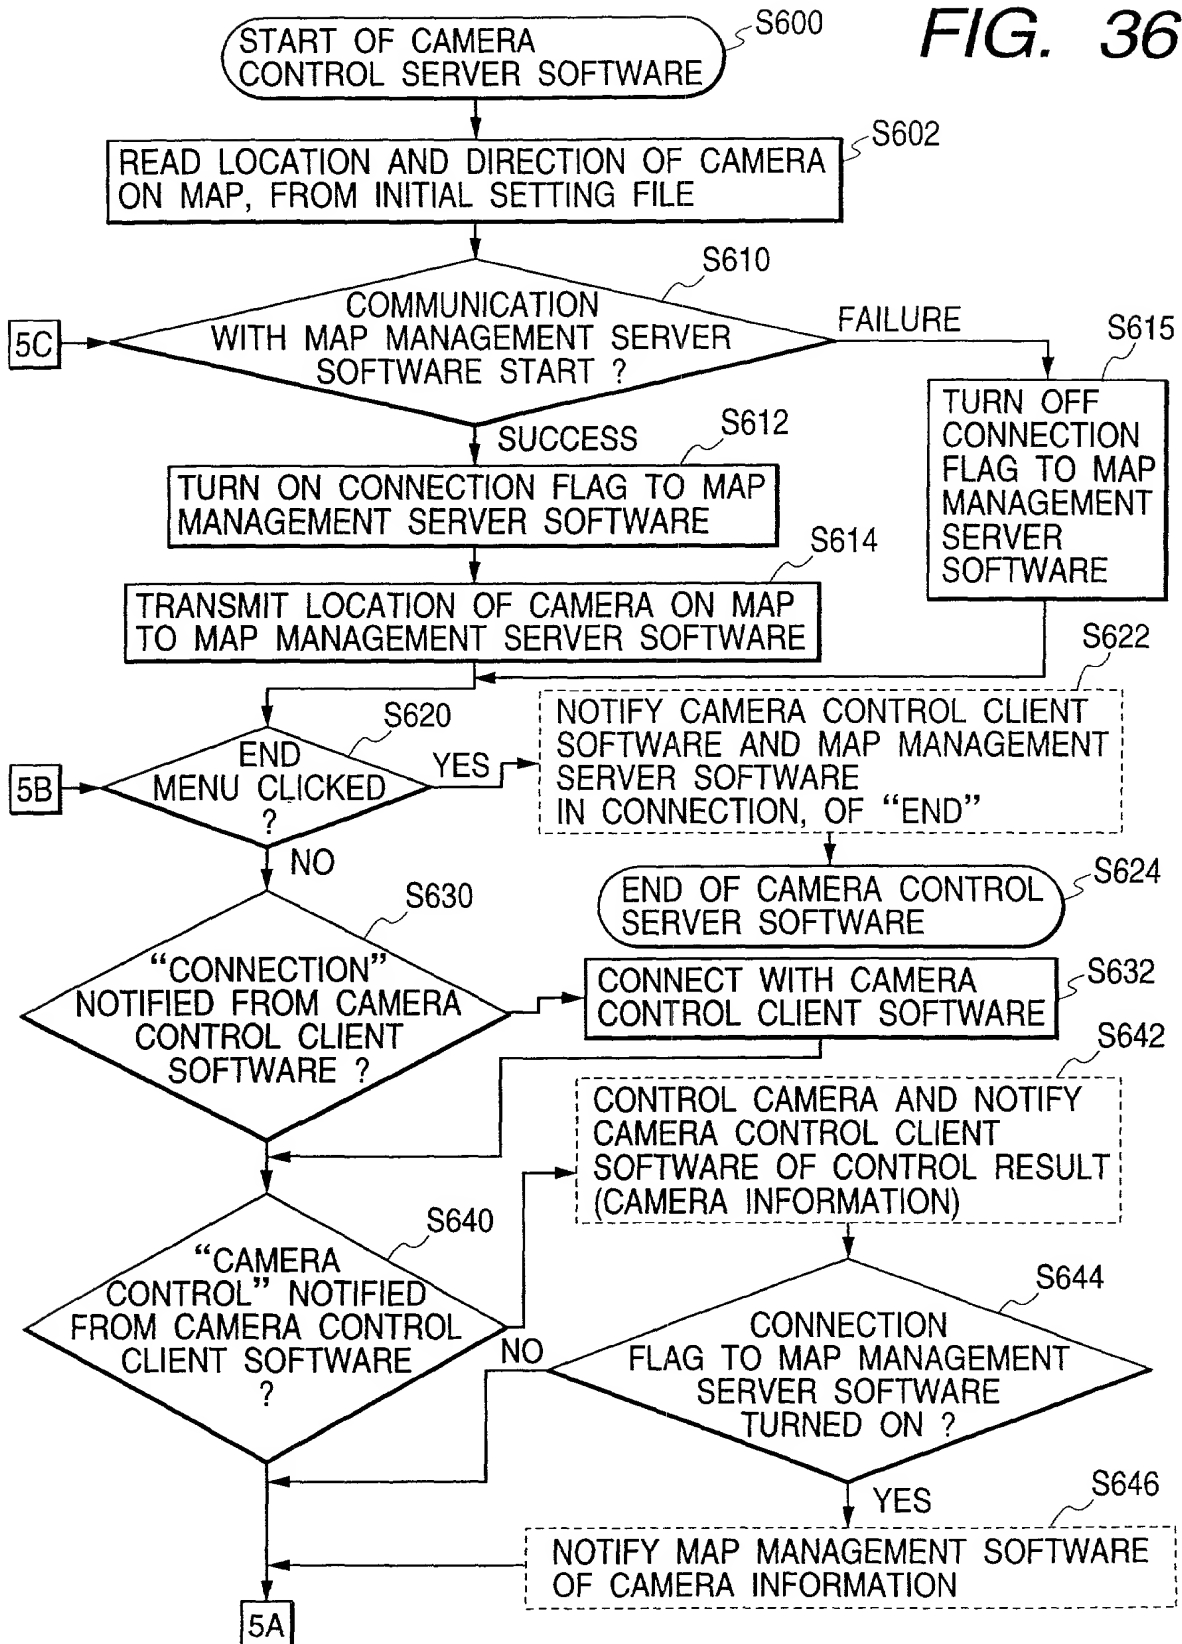 FIG. 36
START OF CAMERA
CONTROL SERVER SOFTWARE
S600
READ LOCATION AND DIRECTION OF CAMERA
ON MAP, FROM INITIAL SETTING FILE
S602
COMMUNICATION
WITH MAP MANAGEMENT SERVER
SOFTWARE START ?
S610
5C
FAILURE
SUCCESS
S615
TURN OFF
CONNECTION
FLAG TO MAP
MANAGEMENT
SERVER
SOFTWARE
S612
TURN ON CONNECTION FLAG TO MAP
MANAGEMENT SERVER SOFTWARE
S614
TRANSMIT LOCATION OF CAMERA ON MAP
TO MAP MANAGEMENT SERVER SOFTWARE
S620
END
MENU CLICKED
?
5B
YES
NO
S622
NOTIFY CAMERA CONTROL CLIENT
SOFTWARE AND MAP MANAGEMENT
SERVER SOFTWARE
IN CONNECTION, OF “END”
S624
END OF CAMERA CONTROL
SERVER SOFTWARE
S630
“CONNECTION”
NOTIFIED FROM CAMERA
CONTROL CLIENT
SOFTWARE ?
S632
CONNECT WITH CAMERA
CONTROL CLIENT SOFTWARE
S642
CONTROL CAMERA AND NOTIFY
CAMERA CONTROL CLIENT
SOFTWARE OF CONTROL RESULT
(CAMERA INFORMATION)
S640
“CAMERA
CONTROL” NOTIFIED
FROM CAMERA CONTROL
CLIENT SOFTWARE
?
S644
CONNECTION
FLAG TO MAP MANAGEMENT
SERVER SOFTWARE
TURNED ON ?
NO
YES
S646
NOTIFY MAP MANAGEMENT SOFTWARE
OF CAMERA INFORMATION
5A